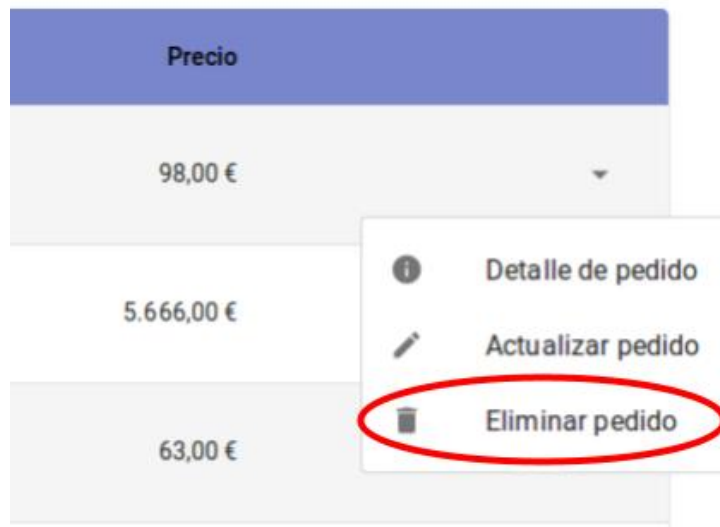 Precio
98,00 €
Detalle de pedido
5.666,00 €
Actualizar pedido
Eliminar pedido
63,00 €